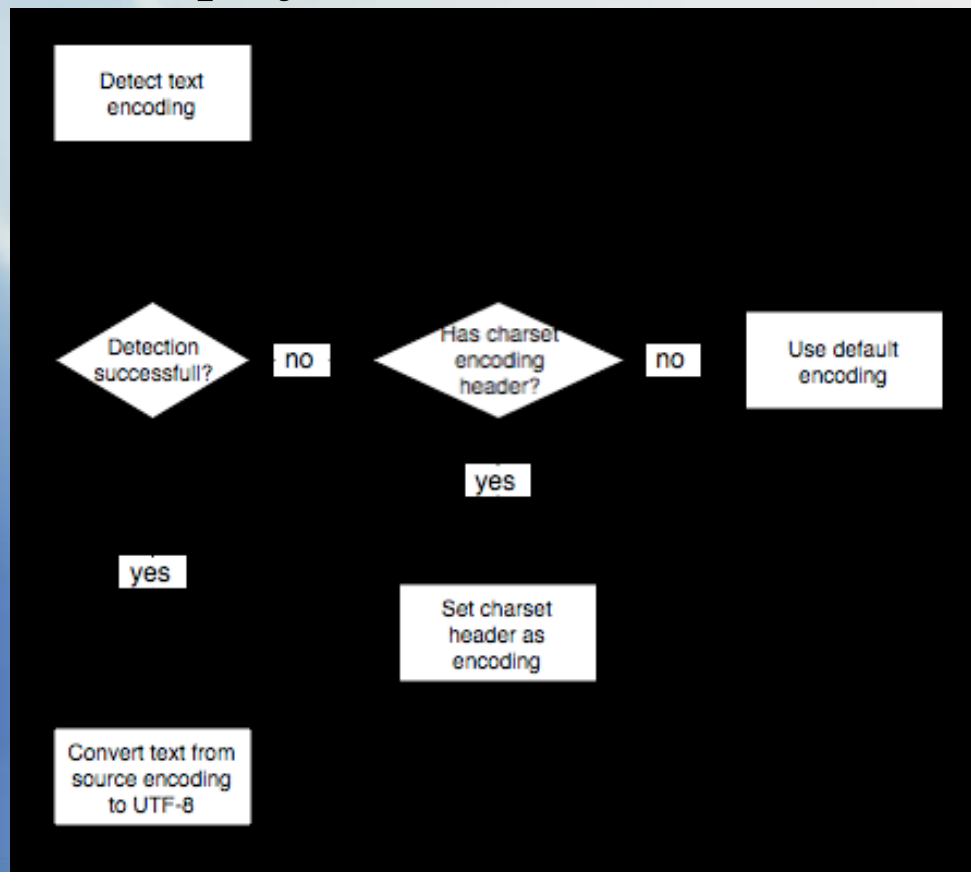 Detect text
encoding
Detection
successfull?
no
Has charset
encoding
header?
no
Use default
encoding
yes
yes
Set charset
header as
encoding
Convert text from
source encoding
to UTF-8